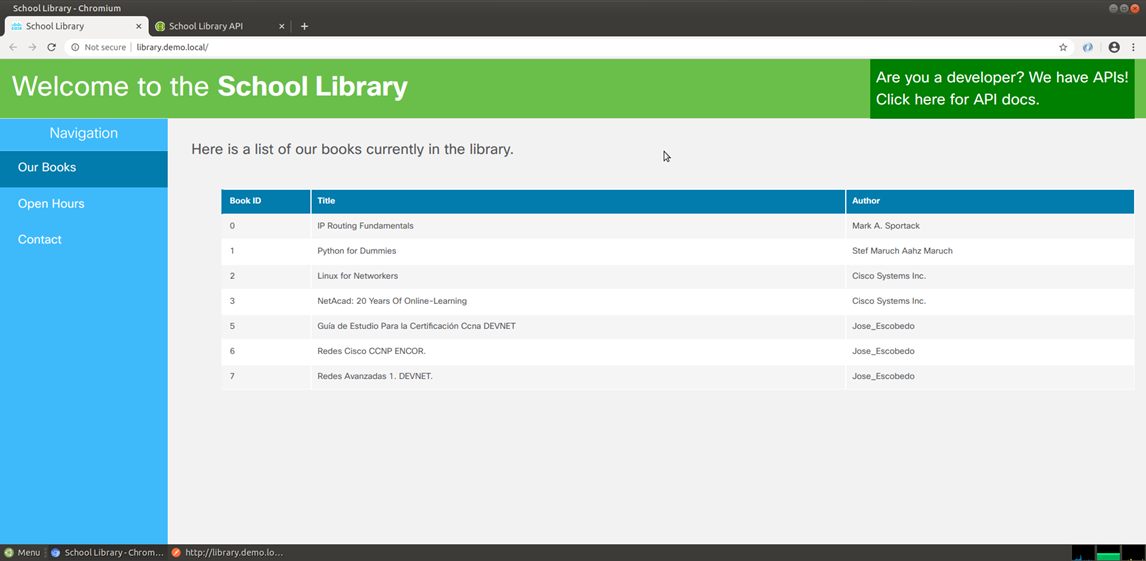 School Library - Chromium
School Library
School Library API
Not secure | library.demo.local/
Welcome to the School Library
Are you a developer? We have APIs!
Click here for API docs.
Navigation
Our Books
Open Hours
Contact
Here is a list of our books currently in the library.
Book ID Title Author
0 IP Routing Fundamentals Mark A. Sportack
1 Python for Dummies Stef Maruch Aahz Maruch
2 Linux for Networkers Cisco Systems Inc.
3 NetAcad: 20 Years Of Online-Learning Cisco Systems Inc.
5 Guía de Estudio Para la Certificación Ccna DEVNET Jose_Escobedo
6 Redes Cisco CCNP ENCOR. Jose_Escobedo
7 Redes Avanzadas 1. DEVNET. Jose_Escobedo
Menu School Library - Chrom... http://library.demo.lo...